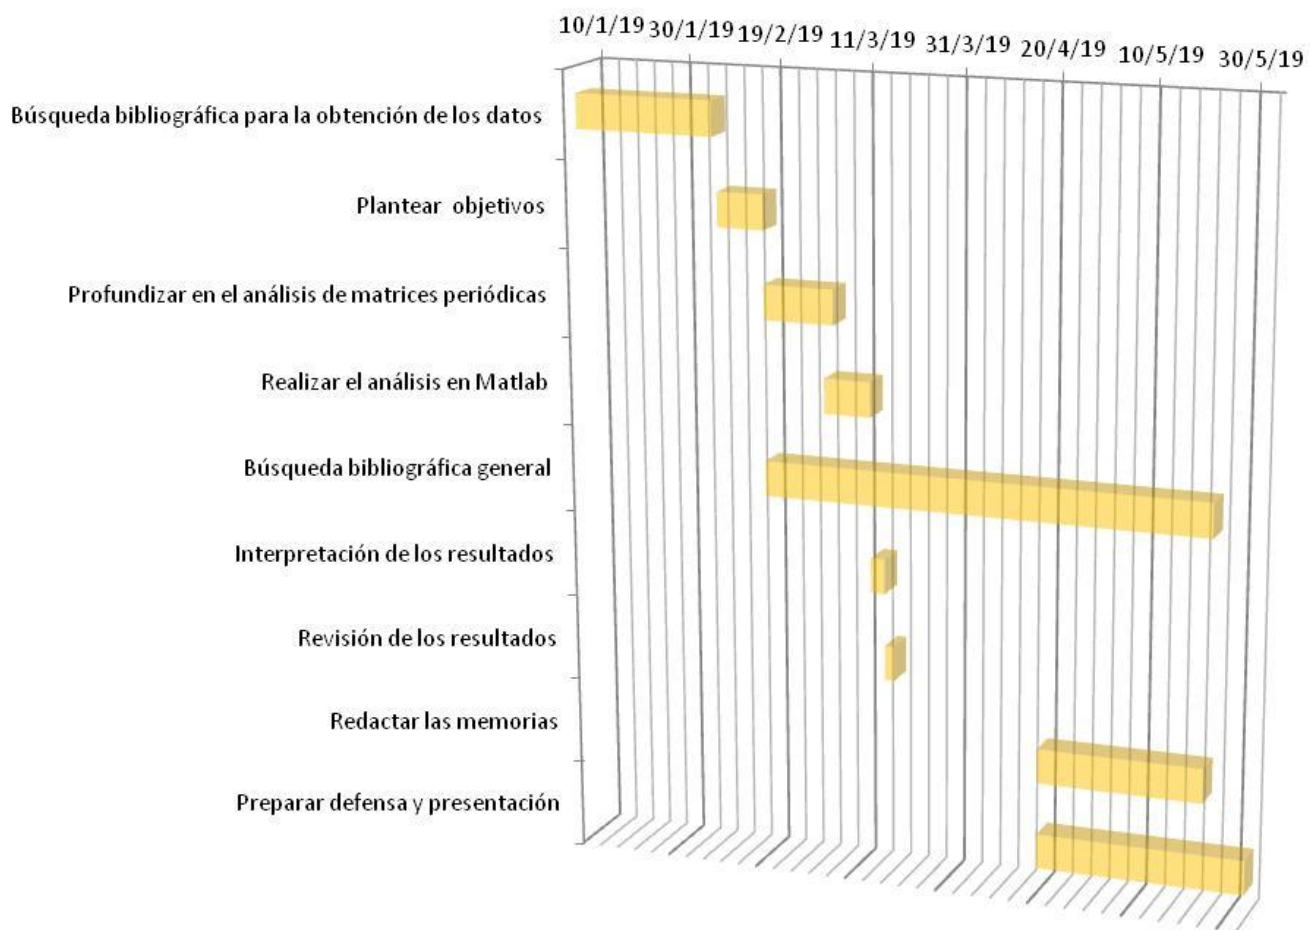 10/1/19 30/1/19 19/2/19 11/3/19 31/3/19 20/4/19 10/5/19 30/5/19
Búsqueda bibliográfica para la obtención de los datos
Plantear objetivos
Profundizar en el análisis de matrices periódicas
Realizar el análisis en Matlab
Búsqueda bibliográfica general
Interpretación de los resultados
Revisión de los resultados
Redactar las memorias
Preparar defensa y presentación